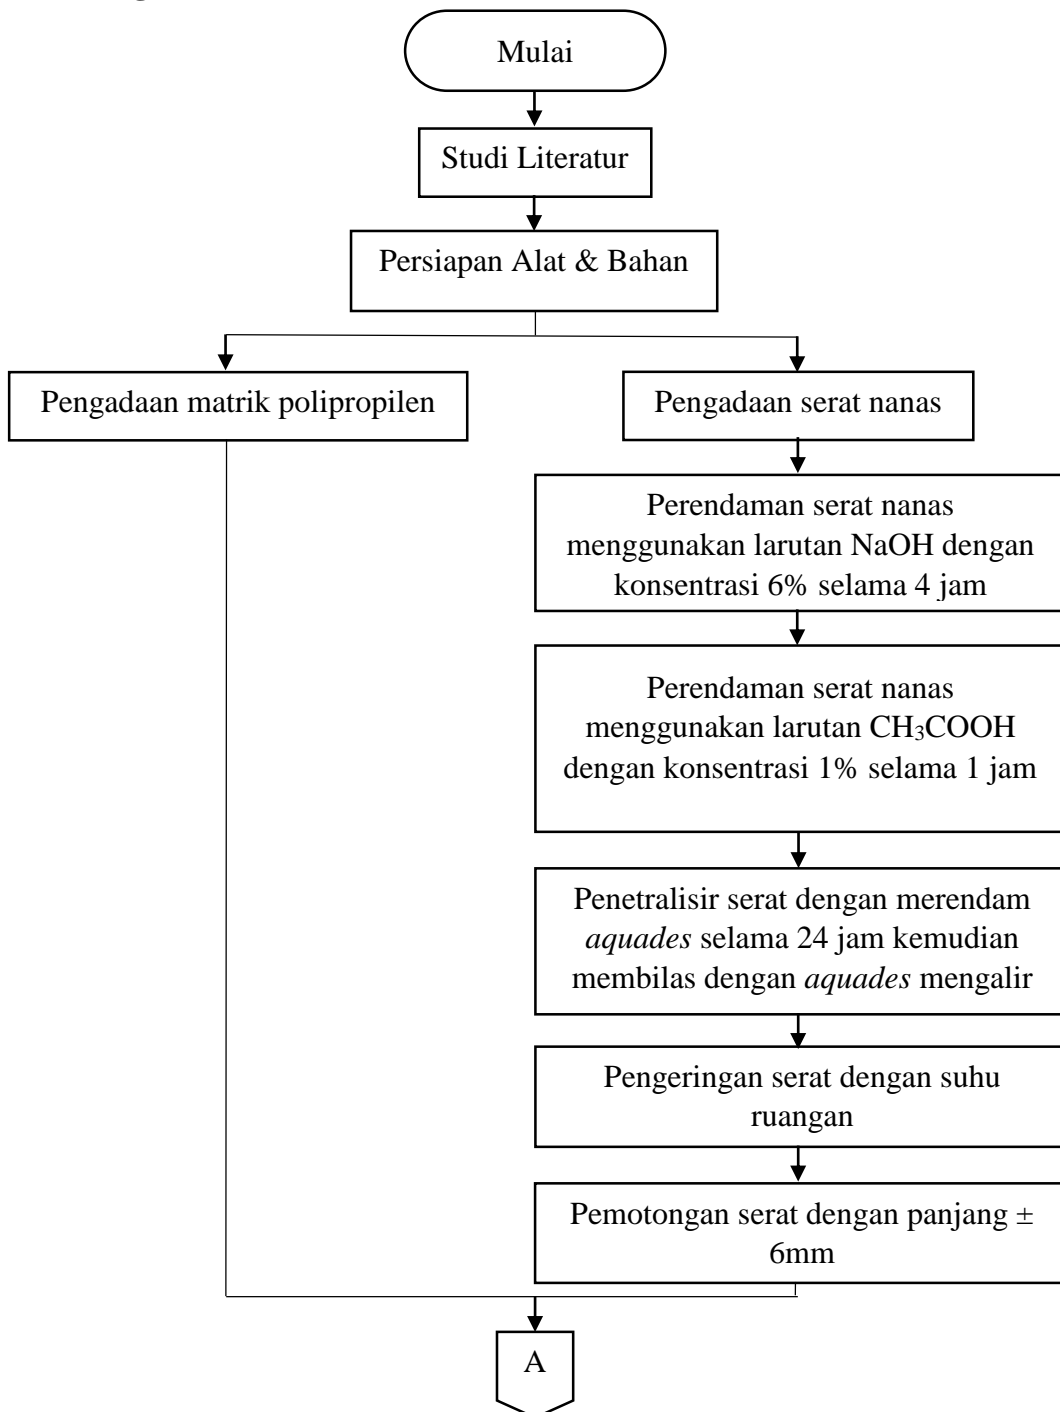 Mulai
Studi Literatur
Persiapan Alat & Bahan
Pengadaan matrik polipropilen
Pengadaan serat nanas
Perendaman serat nanas
menggunakan larutan NaOH dengan
konsentrasi 6% selama 4 jam
Perendaman serat nanas
menggunakan larutan CH₃COOH
dengan konsentrasi 1% selama 1 jam
Penetralisir serat dengan merendam
aquades selama 24 jam kemudian
membilas dengan aquades mengalir
Pengeringan serat dengan suhu
ruangan
Pemotongan serat dengan panjang ±
6mm
A